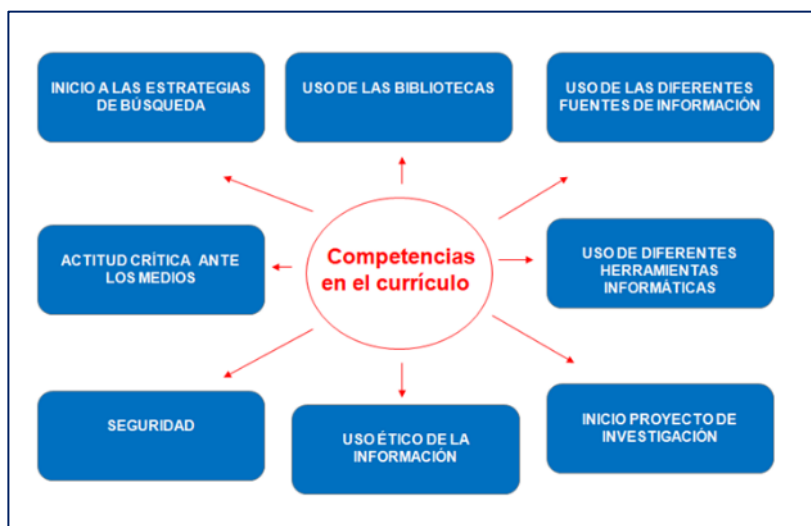 INICIO A LAS ESTRATEGIAS
DE BÚSQUEDA
USO DE LAS BIBLIOTECAS
USO DE LAS DIFERENTES
FUENTES DE INFORMACIÓN
ACTITUD CRÍTICA ANTE
LOS MEDIOS
Competencias
en el currículo
USO DE DIFERENTES
HERRAMIENTAS
INFORMÁTICAS
SEGURIDAD
USO ÉTICO DE LA
INFORMACIÓN
INICIO PROYECTO DE
INVESTIGACIÓN